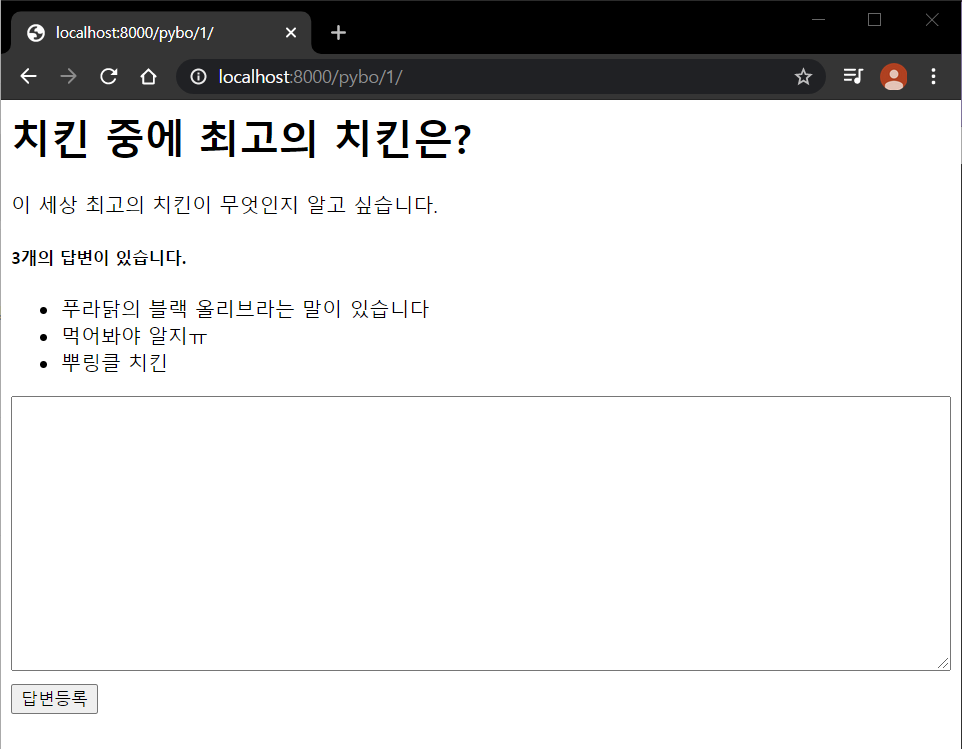 localhost:8000/pybo/1/
localhost:8000/pybo/1/
치킨 중에 최고의 치킨은?
이 세상 최고의 치킨이 무엇인지 알고 싶습니다.
3개의 답변이 있습니다.
푸라닭의 블랙 올리브라는 말이 있습니다
먹어봐야 알지ㅠ
뿌링클 치킨
답변등록